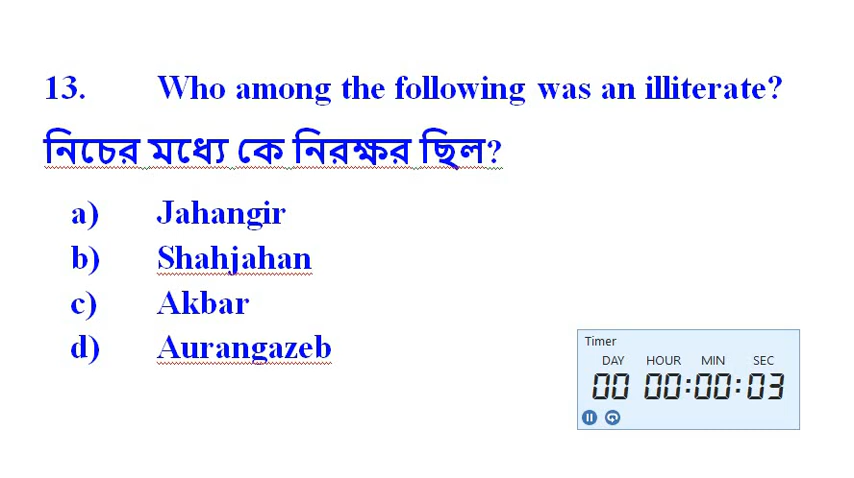 13. Who among the following was an illiterate?
নিচের মধ্যে কে নিরক্ষর ছিল?
a) Jahangir
b) Shahjahan
c) Akbar
d) Aurangazeb
Timer
DAY HOUR MIN SEC
00 00:00:03